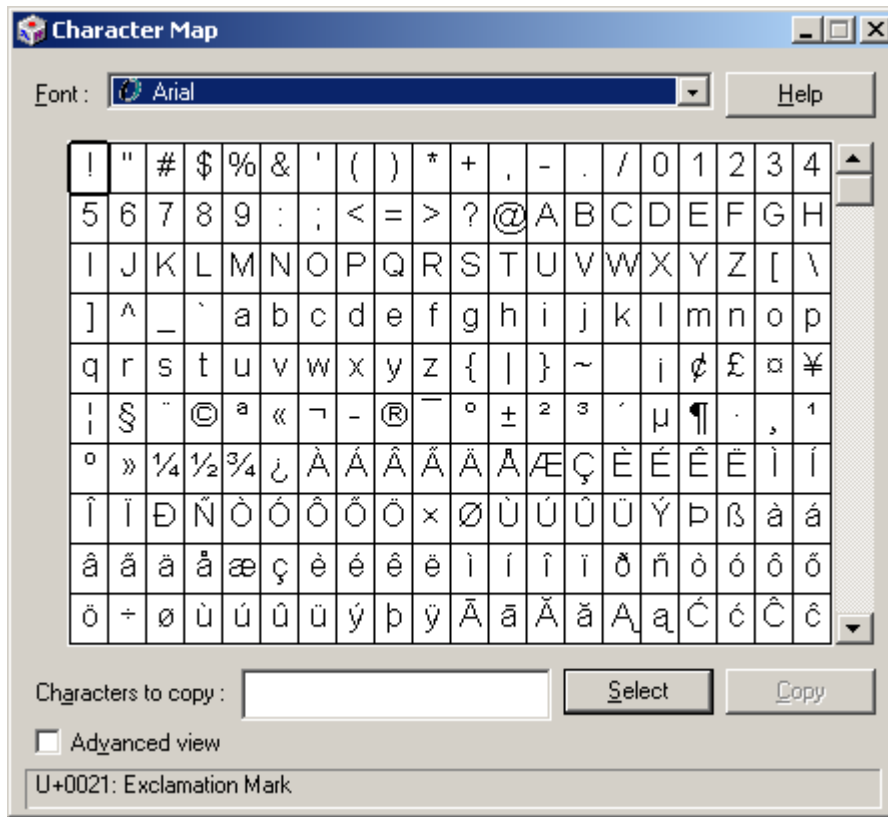 Character Map
Font : Arial Help
! " # $ % & ' ( ) * + , - . / 0 1 2 3 4
5 6 7 8 9 : ; < = > ? @ A B C D E F G H
I J K L M N O P Q R S T U V W X Y Z [ \
] ^ _ ` a b c d e f g h i j k l m n o p
q r s t u v w x y z { | } ~ ¡ ¢ £ ¤ ¥
¦ § ¨ © ª « ¬ - ® ¯ ° ± ² ³ ´ µ ¶ · ¸ ¹
º » ¼ ½ ¾ ¿ À Á Â Ã Ä Å Æ Ç È É Ê Ë Ì Í
Î Ï Ð Ñ Ò Ó Ô Õ Ö × Ø Ù Ú Û Ü Ý Þ ß à á
â ã ä å æ ç è é ê ë ì í î ï ð ñ ò ó ô õ
ö ÷ ø ù ú û ü ý þ ÿ Ā ā Ă ă Ą ą Ć ć Ĉ ĉ
Characters to copy : Select Copy
Advanced view
U+0021: Exclamation Mark